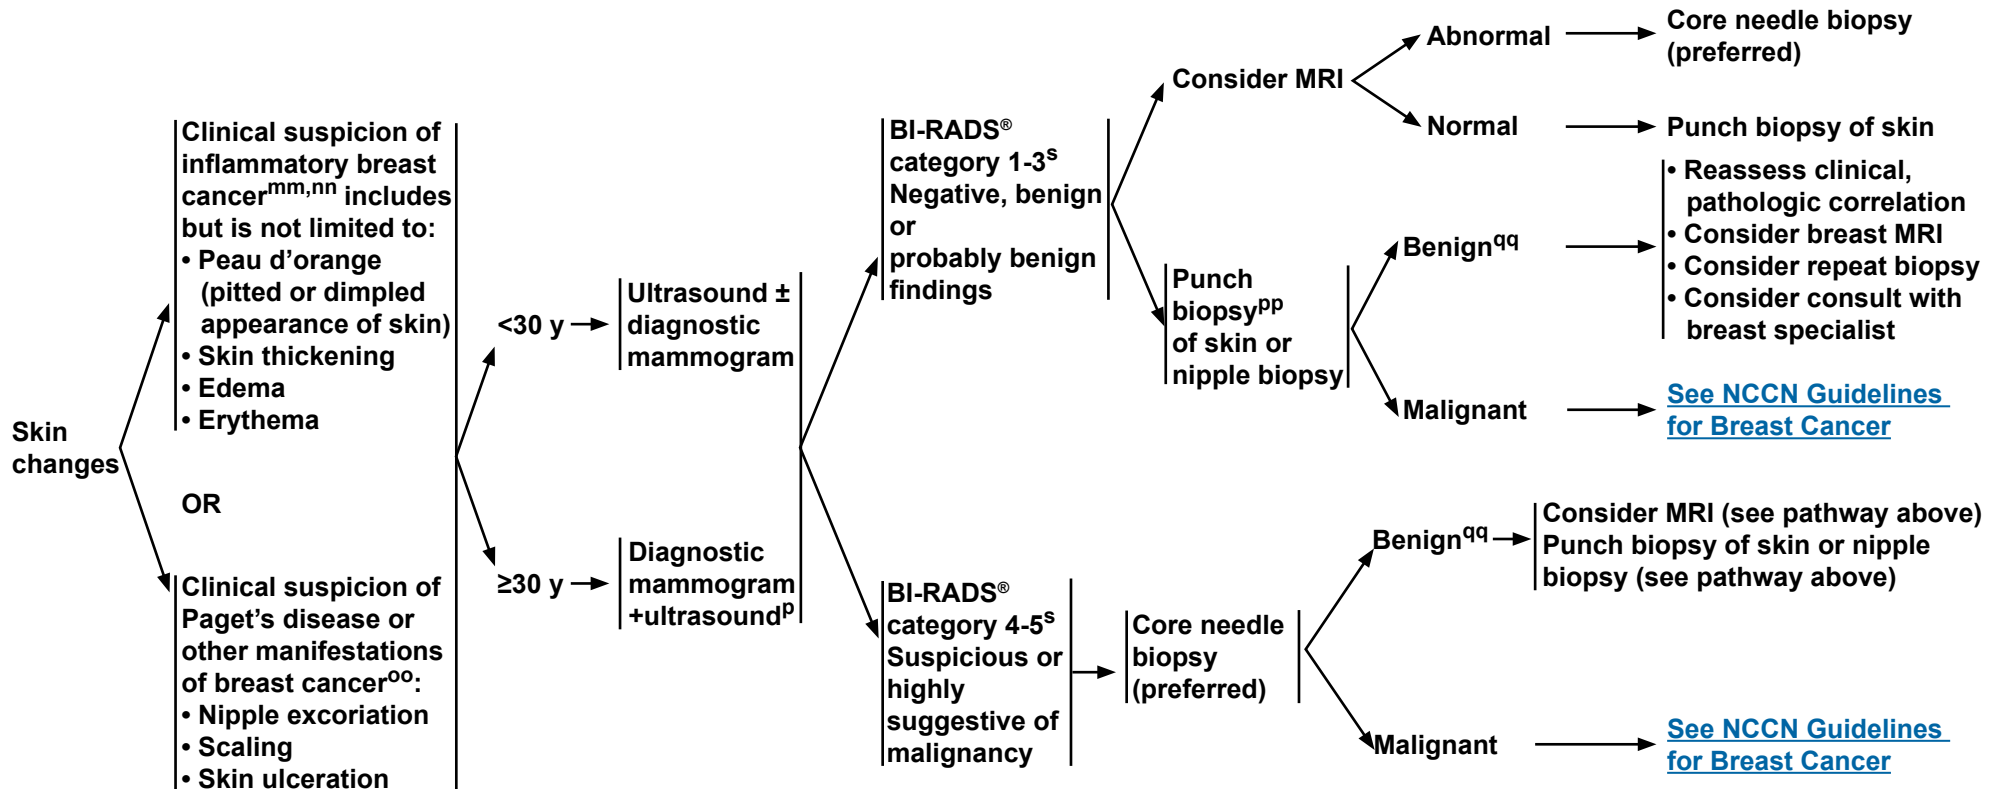 Skin
changes
Clinical suspicion of
inflammatory breast
cancermm,nn includes
but is not limited to:
• Peau d’orange
(pitted or dimpled
appearance of skin)
• Skin thickening
• Edema
• Erythema
OR
Clinical suspicion of
Paget’s disease or
other manifestations
of breast canceroo:
• Nipple excoriation
• Scaling
• Skin ulceration
<30 y
Ultrasound ±
diagnostic
mammogram
≥30 y
Diagnostic
mammogram
+ultrasoundp
BI-RADS®
category 1-3s
Negative, benign
or
probably benign
findings
Consider MRI
Abnormal
Core needle biopsy
(preferred)
Normal
Punch biopsy of skin
Punch
biopsypp
of skin or
nipple biopsy
Benignqq
• Reassess clinical,
pathologic correlation
• Consider breast MRI
• Consider repeat biopsy
• Consider consult with
breast specialist
Malignant
See NCCN Guidelines
for Breast Cancer
BI-RADS®
category 4-5s
Suspicious or
highly
suggestive of
malignancy
Core needle
biopsy
(preferred)
Benignqq
Consider MRI (see pathway above)
Punch biopsy of skin or nipple
biopsy (see pathway above)
Malignant
See NCCN Guidelines
for Breast Cancer